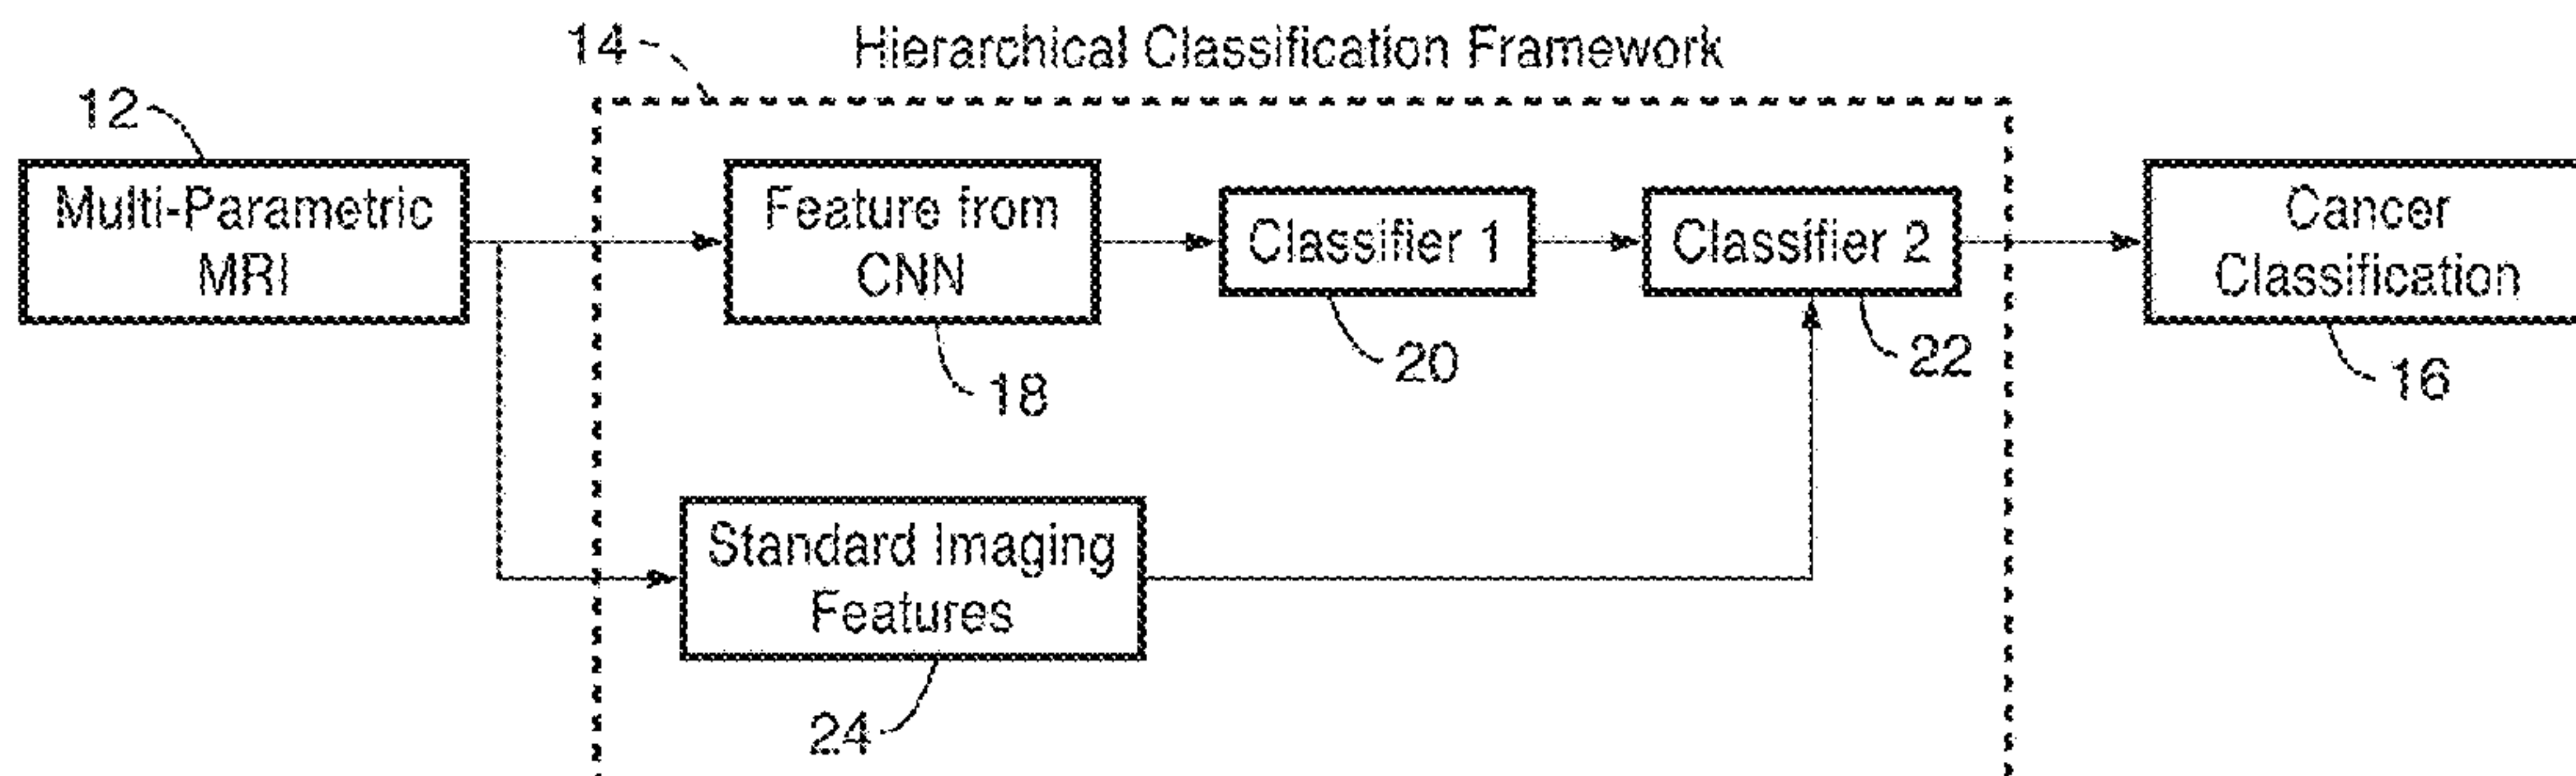 14
Hierarchical Classification Framework
12
Multi-Parametric
MRI
Feature from
CNN
Classifier 1
Classifier 2
Cancer
Classification
18
20
22
16
Standard Imaging
Features
24